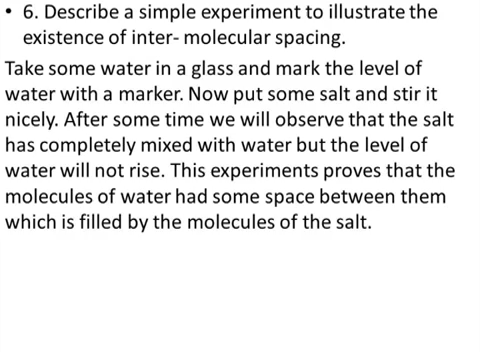 • 6. Describe a simple experiment to illustrate the
existence of inter- molecular spacing.
Take some water in a glass and mark the level of
water with a marker. Now put some salt and stir it
nicely. After some time we will observe that the salt
has completely mixed with water but the level of
water will not rise. This experiments proves that the
molecules of water had some space between them
which is filled by the molecules of the salt.